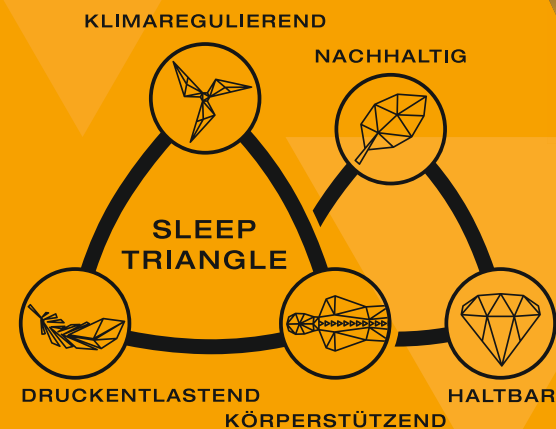 KLIMAREGULIEREND
NACHHALTIG
SLEEP
TRIANGLE
DRUCKENTLASTEND
HALTBAR
KÖRPERSTÜTZEND